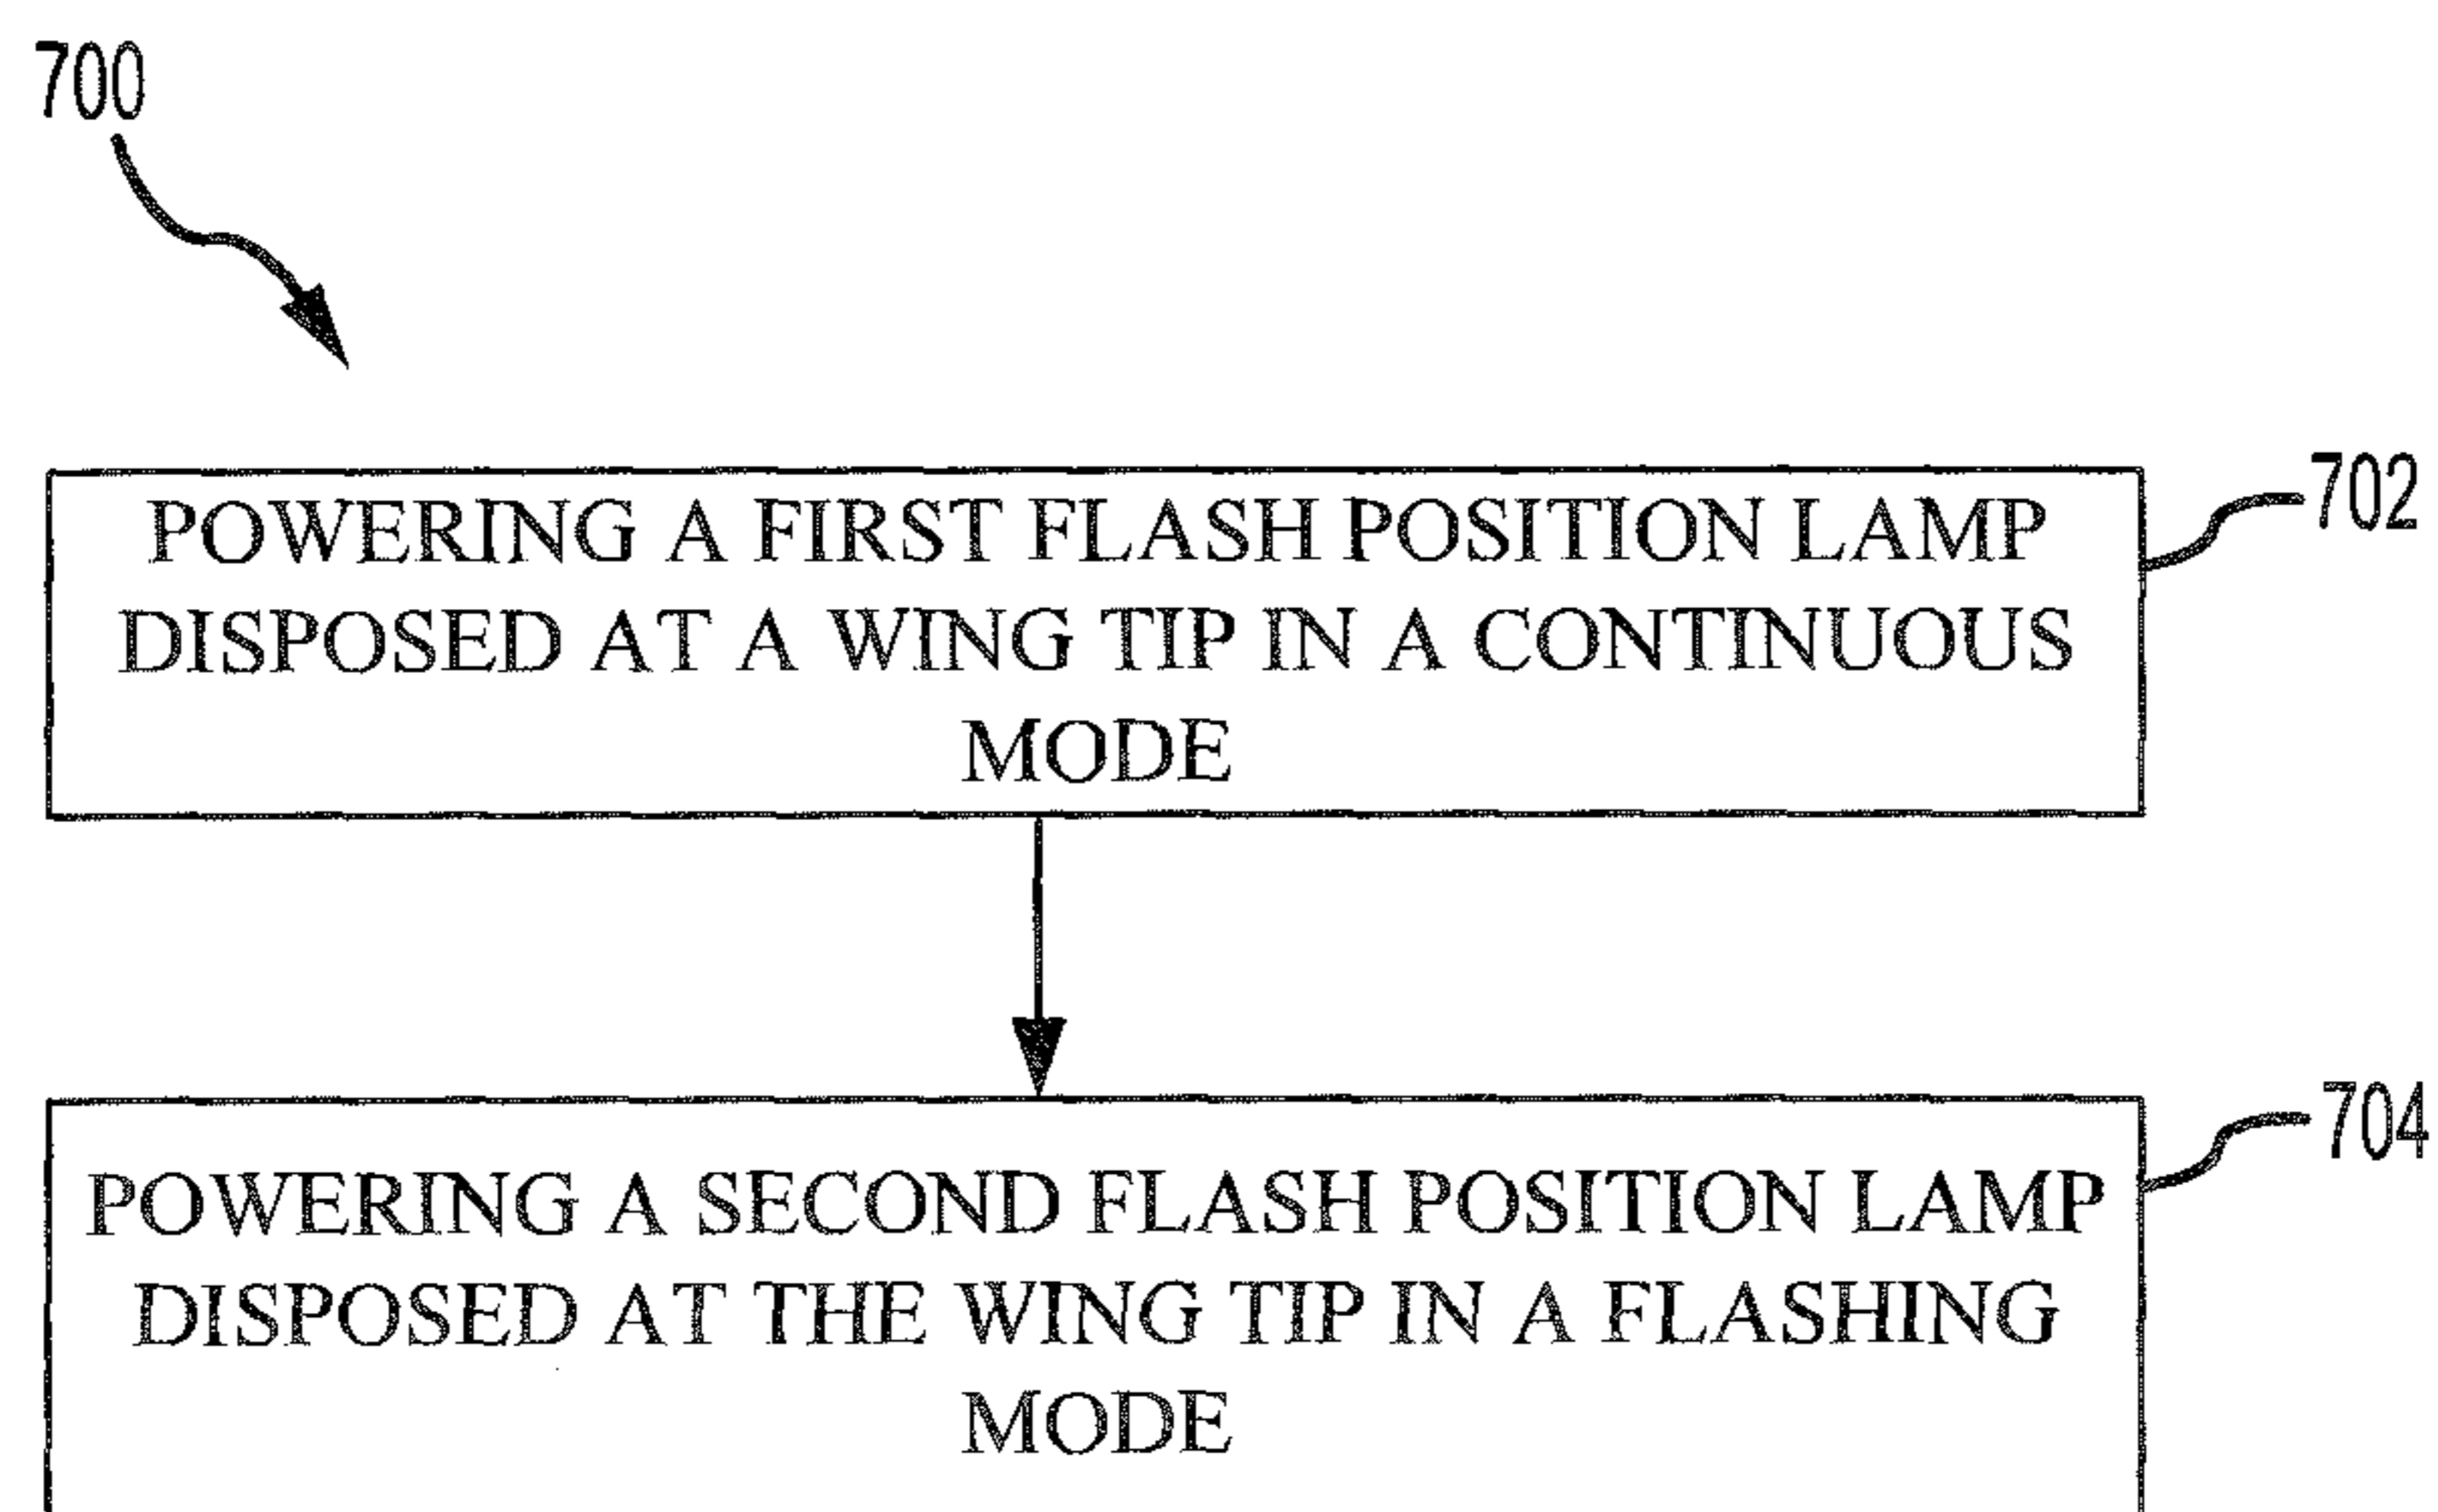 700
POWERING A FIRST FLASH POSITION LAMP
DISPOSED AT A WING TIP IN A CONTINUOUS
MODE
702
POWERING A SECOND FLASH POSITION LAMP
DISPOSED AT THE WING TIP IN A FLASHING
MODE
704